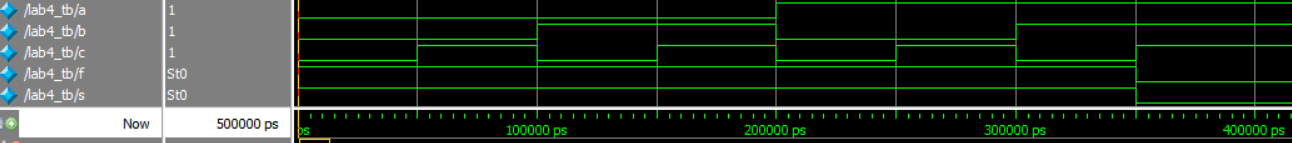 /lab4_tb/a 1
/lab4_tb/b 1
/lab4_tb/c 1
/lab4_tb/f St0
/lab4_tb/s St0
Now 500000 ps
ps 100000 ps 200000 ps 300000 ps 400000 ps